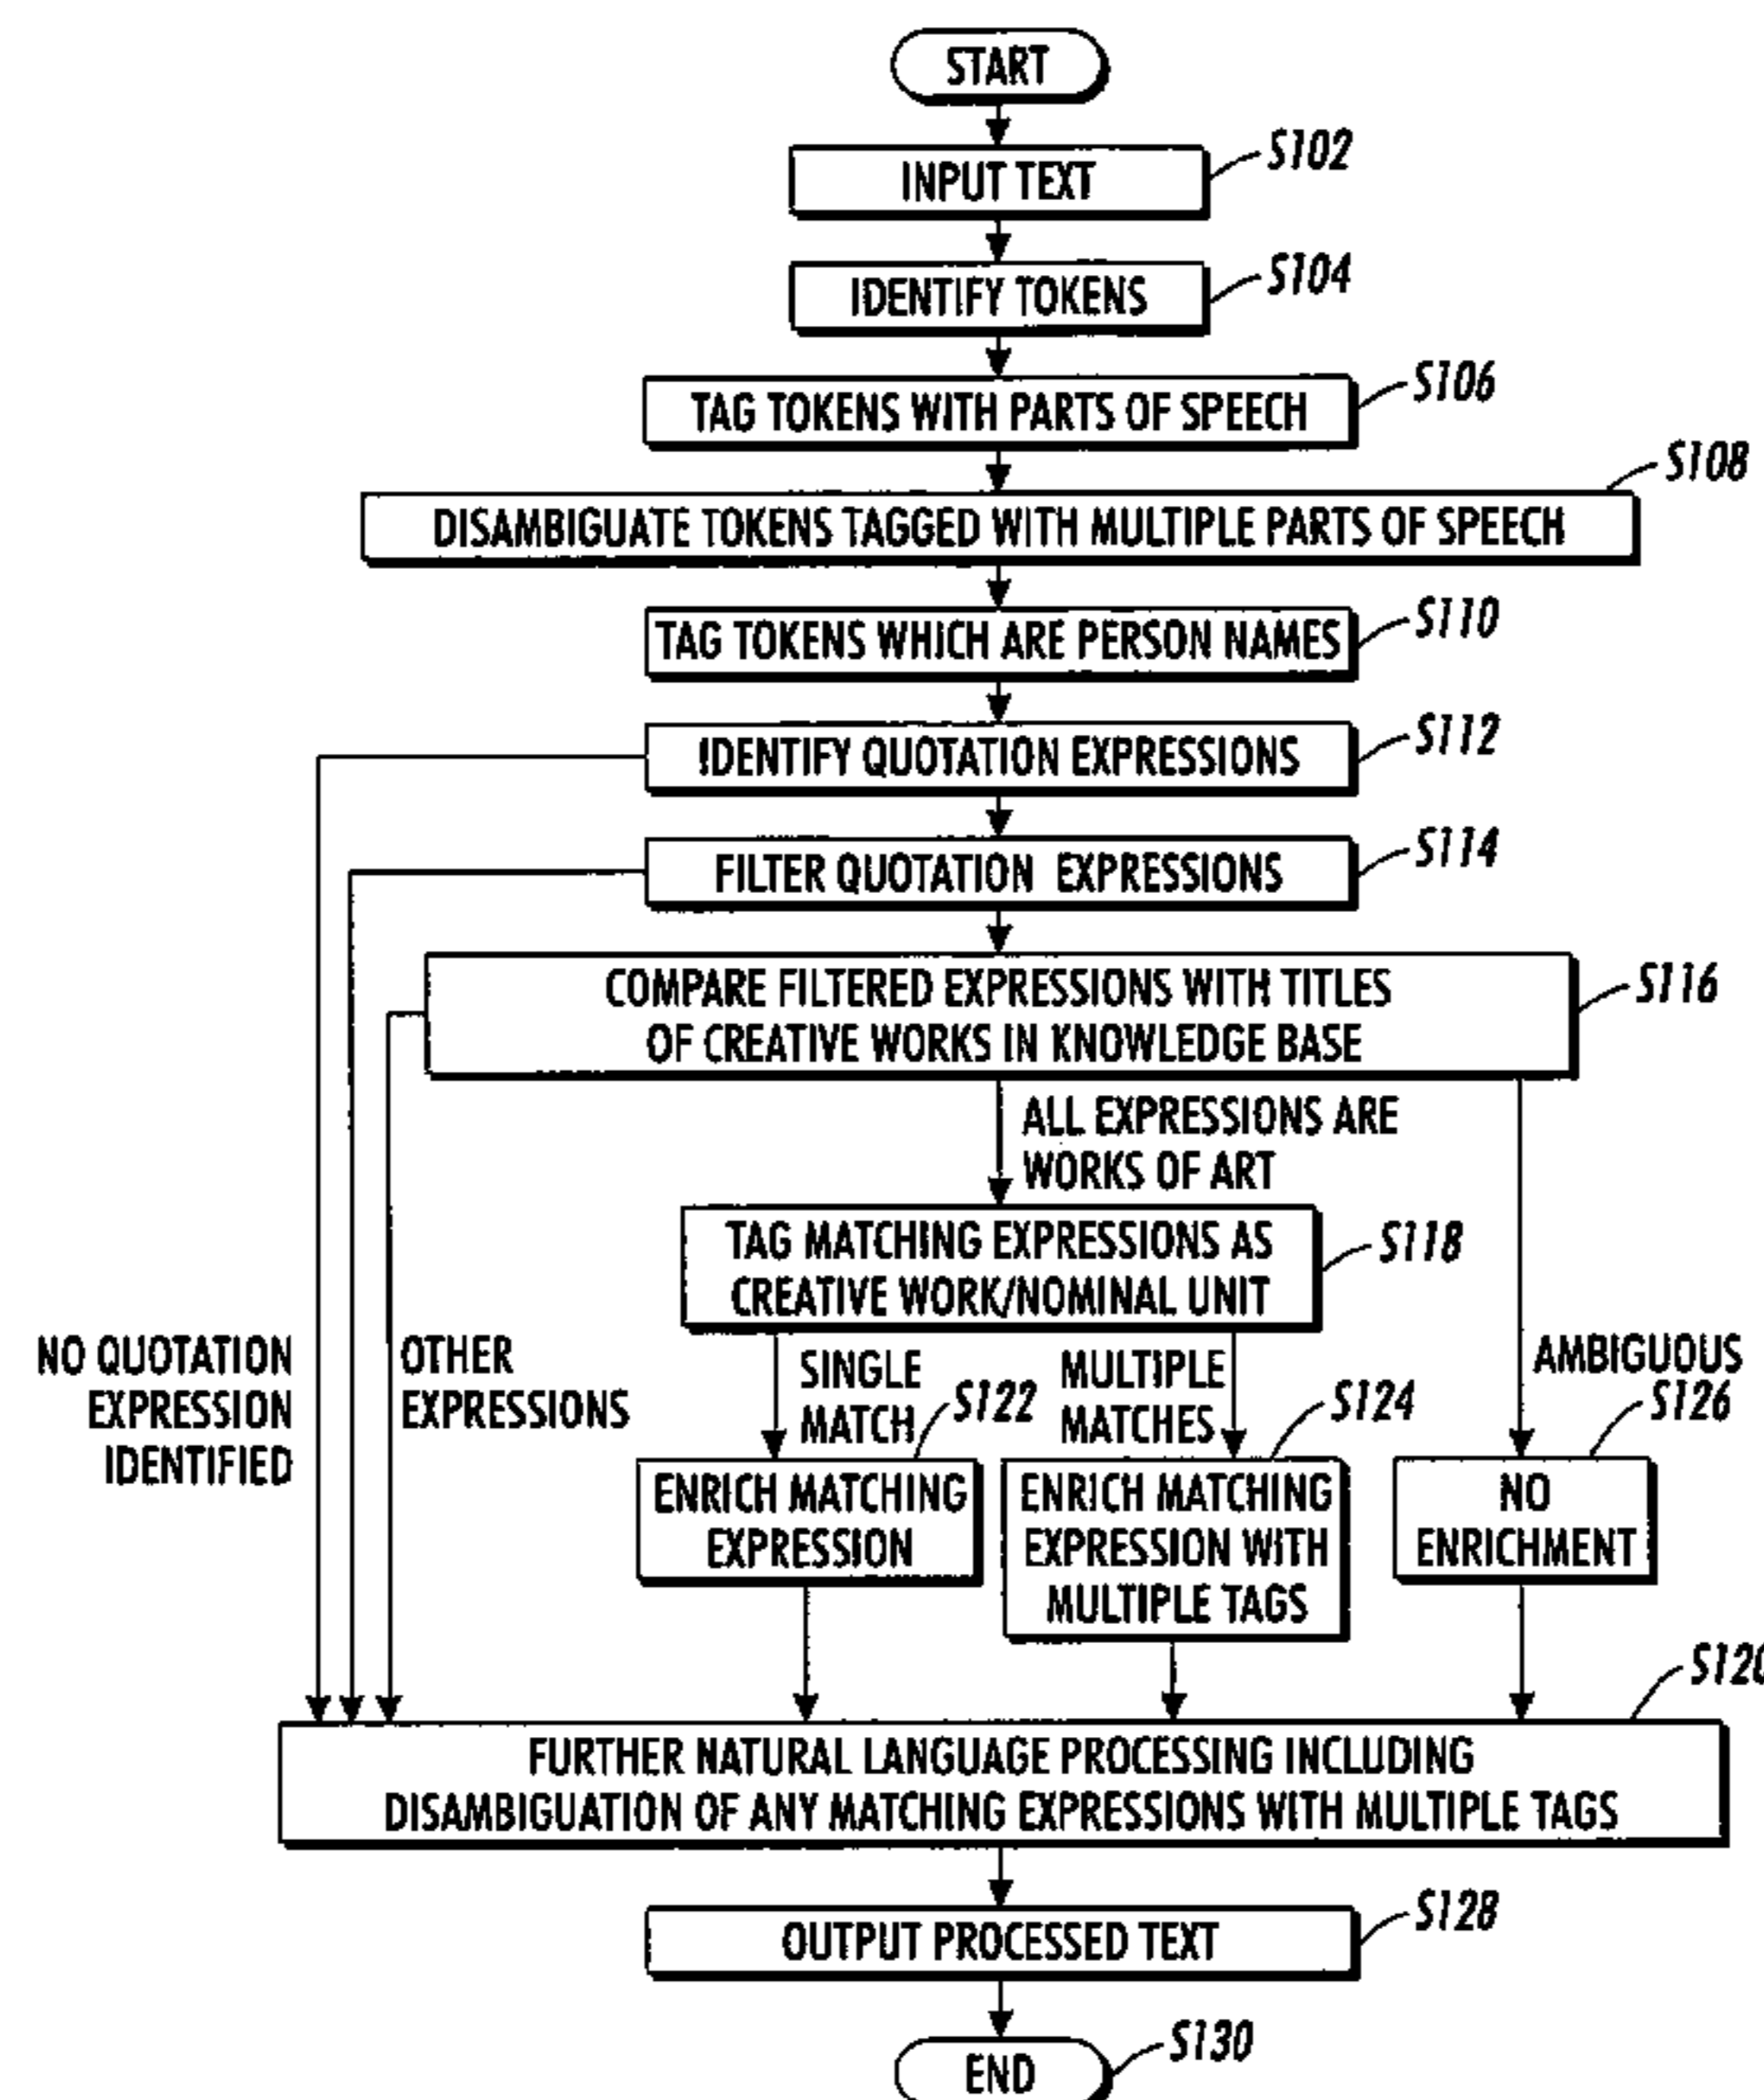 START
INPUT TEXT
S102
IDENTIFY TOKENS
S104
TAG TOKENS WITH PARTS OF SPEECH
S106
DISAMBIGUATE TOKENS TAGGED WITH MULTIPLE PARTS OF SPEECH
S108
TAG TOKENS WHICH ARE PERSON NAMES
S110
IDENTIFY QUOTATION EXPRESSIONS
S112
FILTER QUOTATION EXPRESSIONS
S114
COMPARE FILTERED EXPRESSIONS WITH TITLES
OF CREATIVE WORKS IN KNOWLEDGE BASE
S116
ALL EXPRESSIONS ARE
WORKS OF ART
TAG MATCHING EXPRESSIONS AS
CREATIVE WORK/NOMINAL UNIT
S118
NO QUOTATION
EXPRESSION
IDENTIFIED
OTHER
EXPRESSIONS
SINGLE
MATCH
S122
MULTIPLE
MATCHES
S124
AMBIGUOUS
S126
ENRICH MATCHING
EXPRESSION
ENRICH MATCHING
EXPRESSION WITH
MULTIPLE TAGS
NO
ENRICHMENT
S120
FURTHER NATURAL LANGUAGE PROCESSING INCLUDING
DISAMBIGUATION OF ANY MATCHING EXPRESSIONS WITH MULTIPLE TAGS
OUTPUT PROCESSED TEXT
S128
END
S130